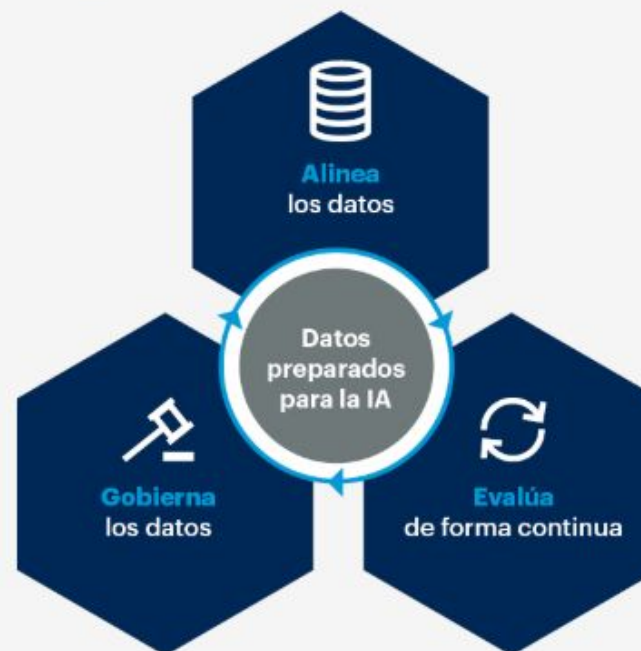 Alinea
los datos
Datos
preparados
para la IA
Gobierna
los datos
Evalúa
de forma continua